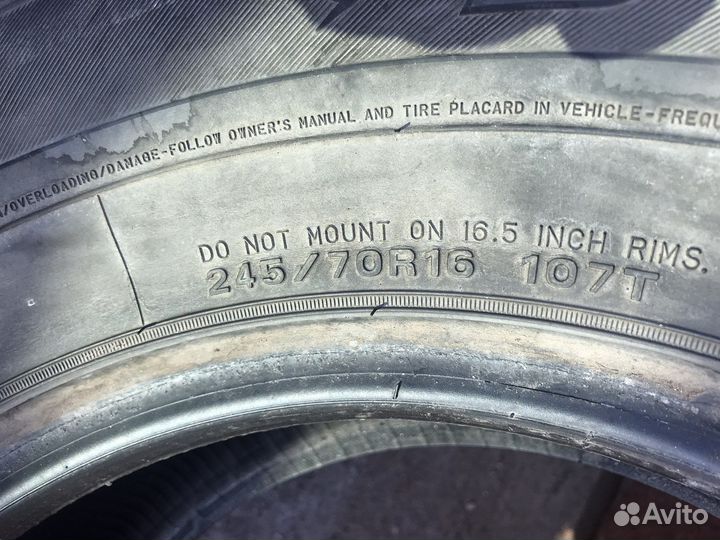 /OVERLOADING/DAMAGE-FOLLOW OWNER'S MANUAL AND TIRE PLACARD IN VEHICLE-FREQU
DO NOT MOUNT ON 16.5 INCH RIMS.
245/70R16 107T
Avito